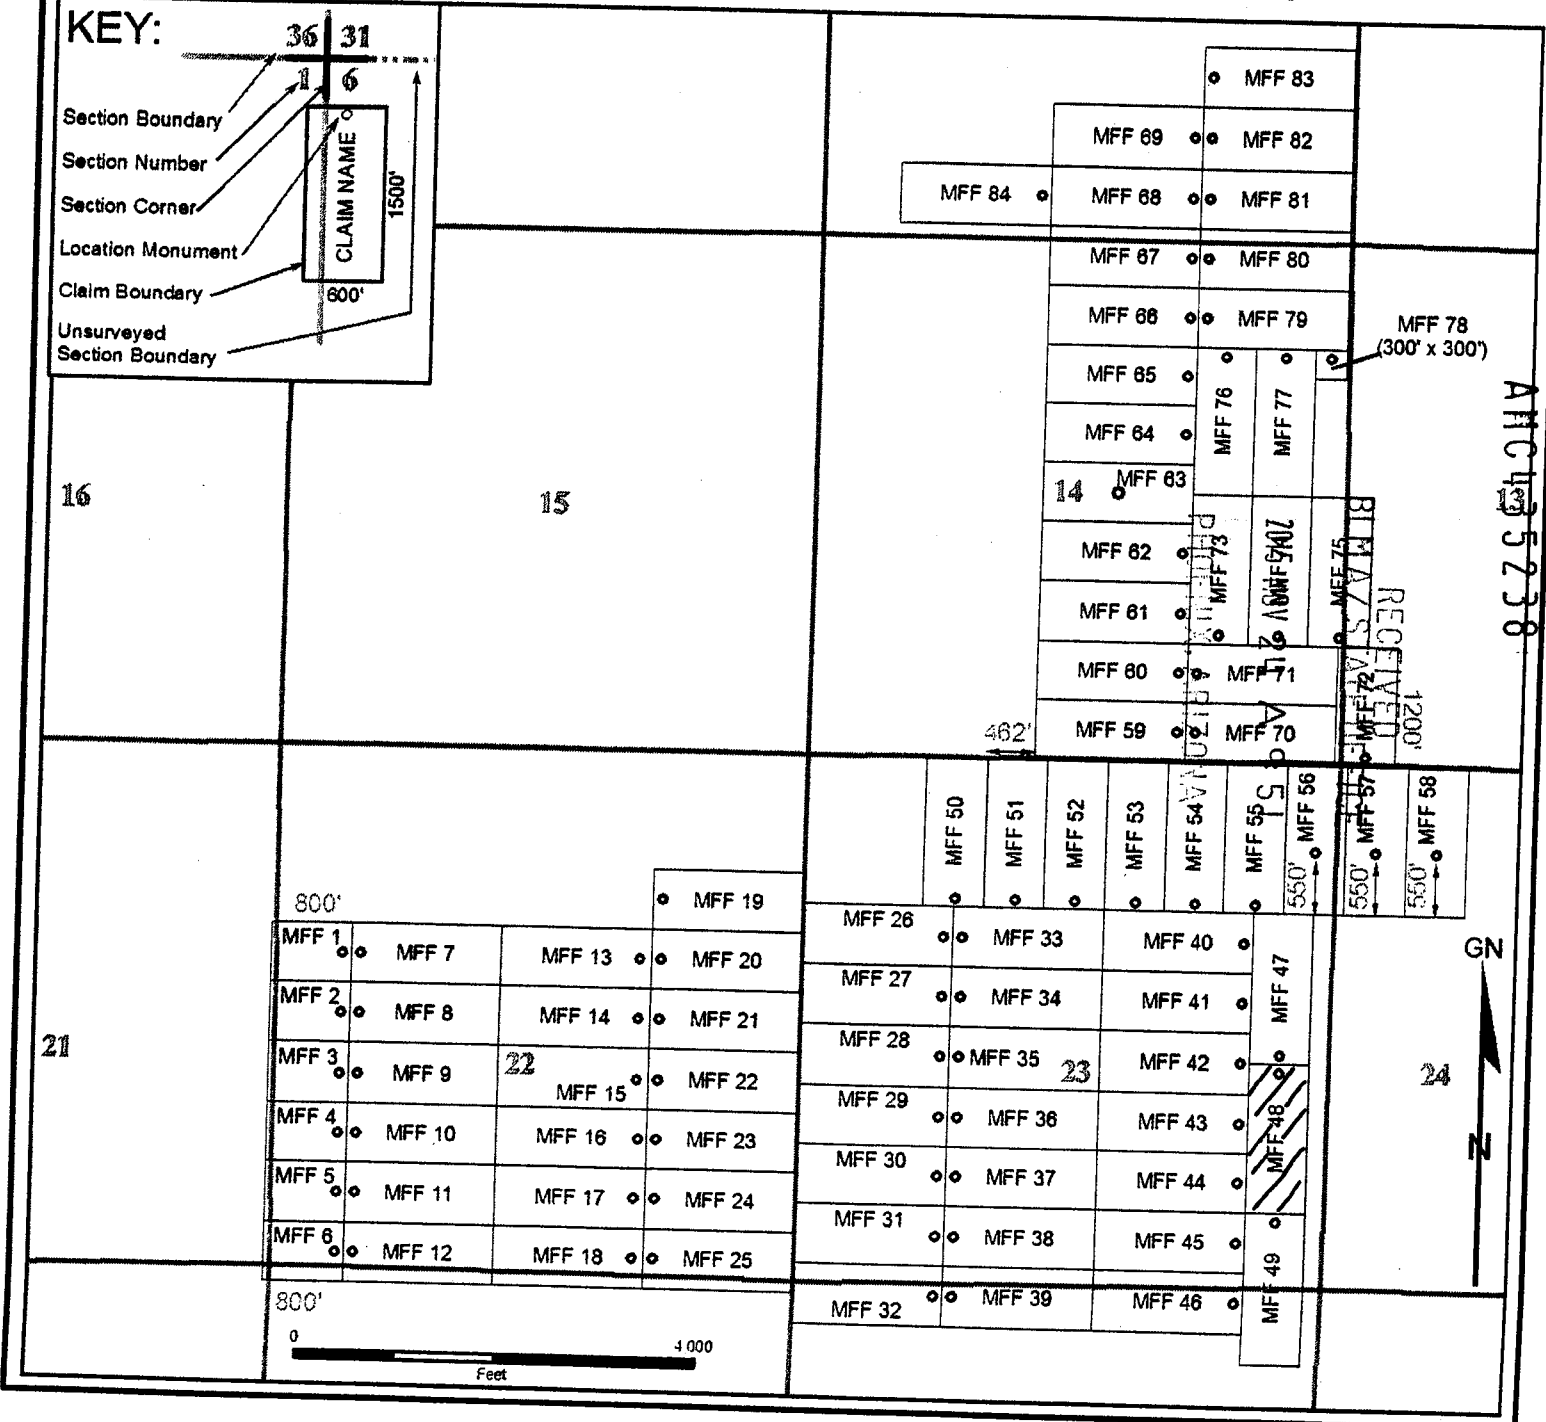 KEY:
36 31
1 6
Section Boundary
Section Number
Section Corner
Location Monument
Claim Boundary
Unsurveyed
Section Boundary
CLAIM NAME
1500'
600'
MFF 83
MFF 69
MFF 82
MFF 84
MFF 68
MFF 81
MFF 67
MFF 80
MFF 66
MFF 79
MFF 78
(300' x 300')
MFF 65
MFF 76
MFF 77
MFF 64
MFF 63
16
15
14
13
MFF 62
MFF 73
MFF 75
MFF 61
MFF 60
MFF 71
MFF 72
1200'
462'
MFF 59
MFF 70
AMC435238
RECEIVED
MFF 50
MFF 51
MFF 52
MFF 53
MFF 54
MFF 55
MFF 56
MFF 57
MFF 58
550'
550'
550'
800'
MFF 19
MFF 26
MFF 1
MFF 7
MFF 13
MFF 20
MFF 33
MFF 40
MFF 47
GN
MFF 27
MFF 2
MFF 8
MFF 14
MFF 21
MFF 34
MFF 41
MFF 28
21
MFF 3
MFF 9
22
MFF 15
MFF 22
MFF 35
23
MFF 42
24
MFF 29
MFF 4
MFF 10
MFF 16
MFF 23
MFF 36
MFF 43
MFF 48
N
MFF 30
MFF 5
MFF 11
MFF 17
MFF 24
MFF 37
MFF 44
MFF 31
MFF 6
MFF 12
MFF 18
MFF 25
MFF 38
MFF 45
MFF 49
800'
MFF 32
MFF 39
MFF 46
0
4000
Feet